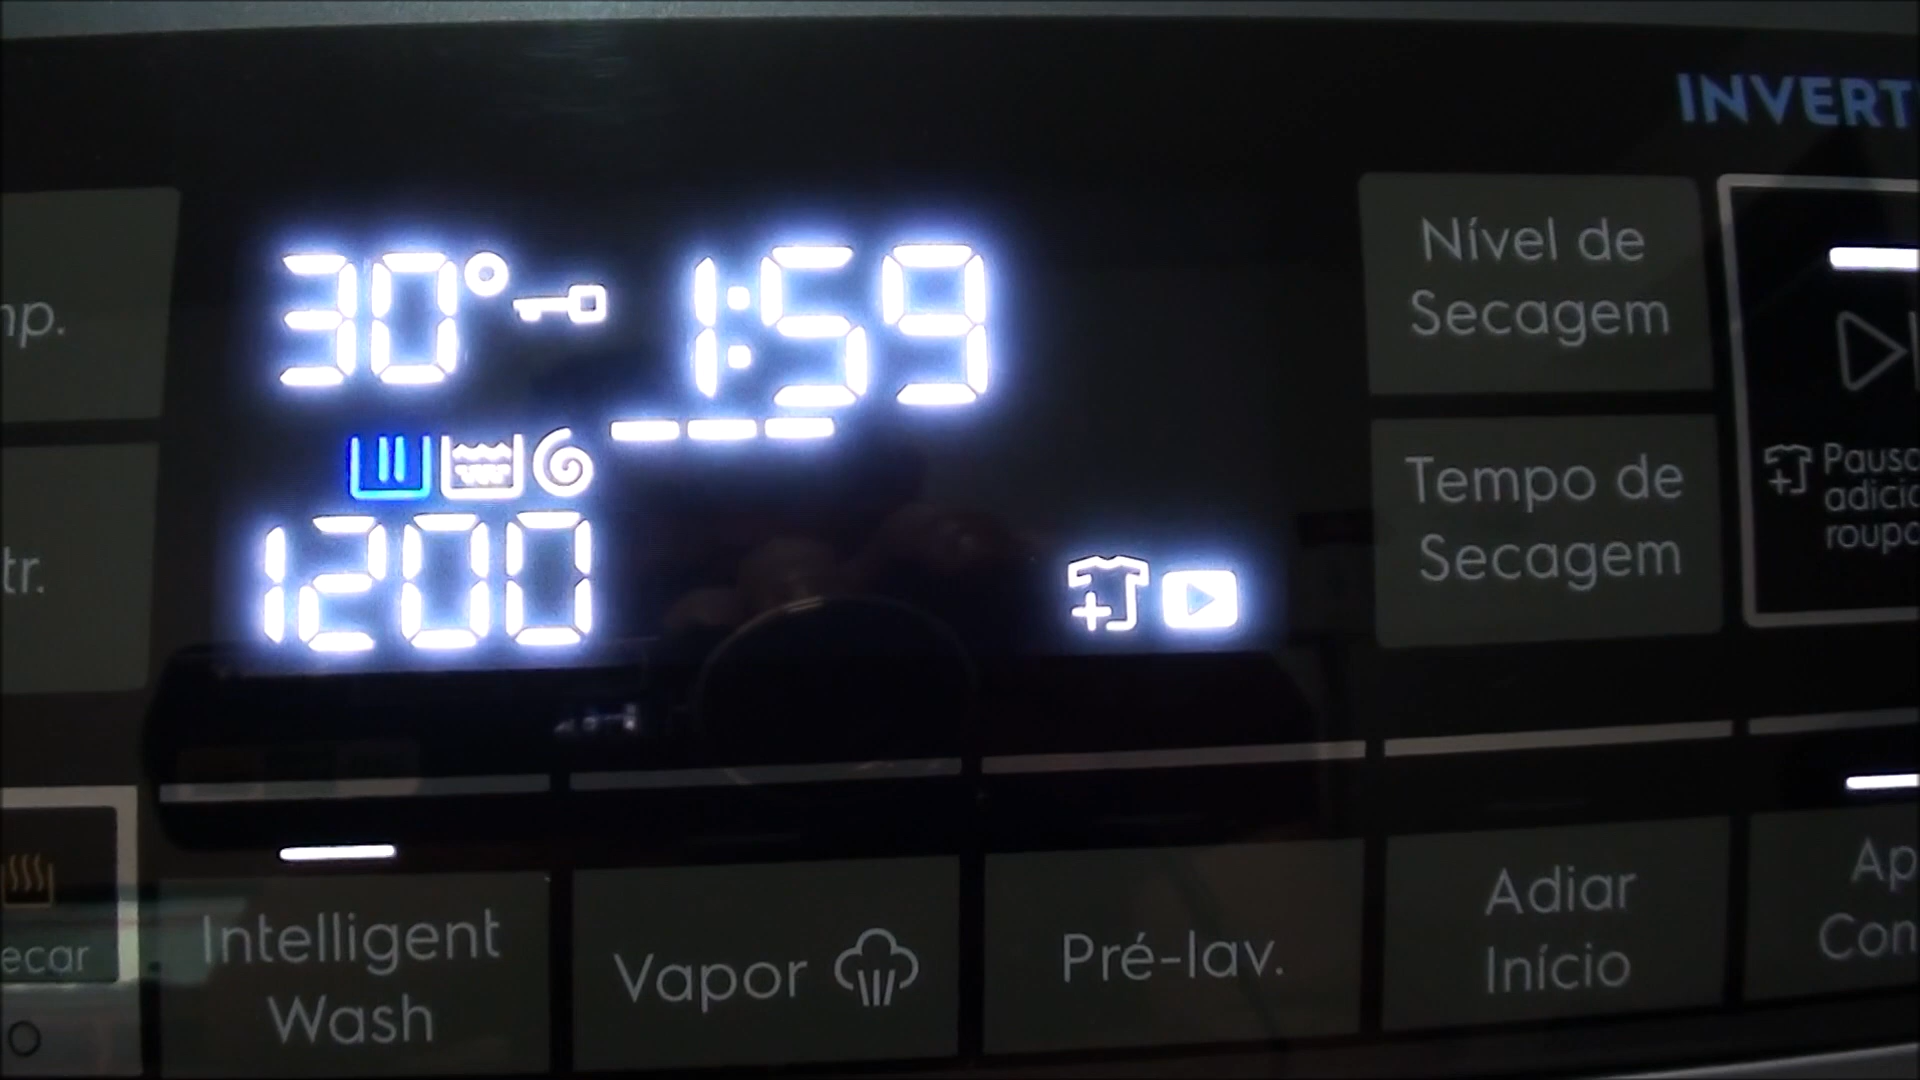 INVERT
30° 1:59
1200
np.
tr.
Nível de
Secagem
Tempo de
Secagem
Pausa
adicio
roupa
ecar
Intelligent
Wash
Vapor
Pré-lav.
Adiar
Início
Ap
Con